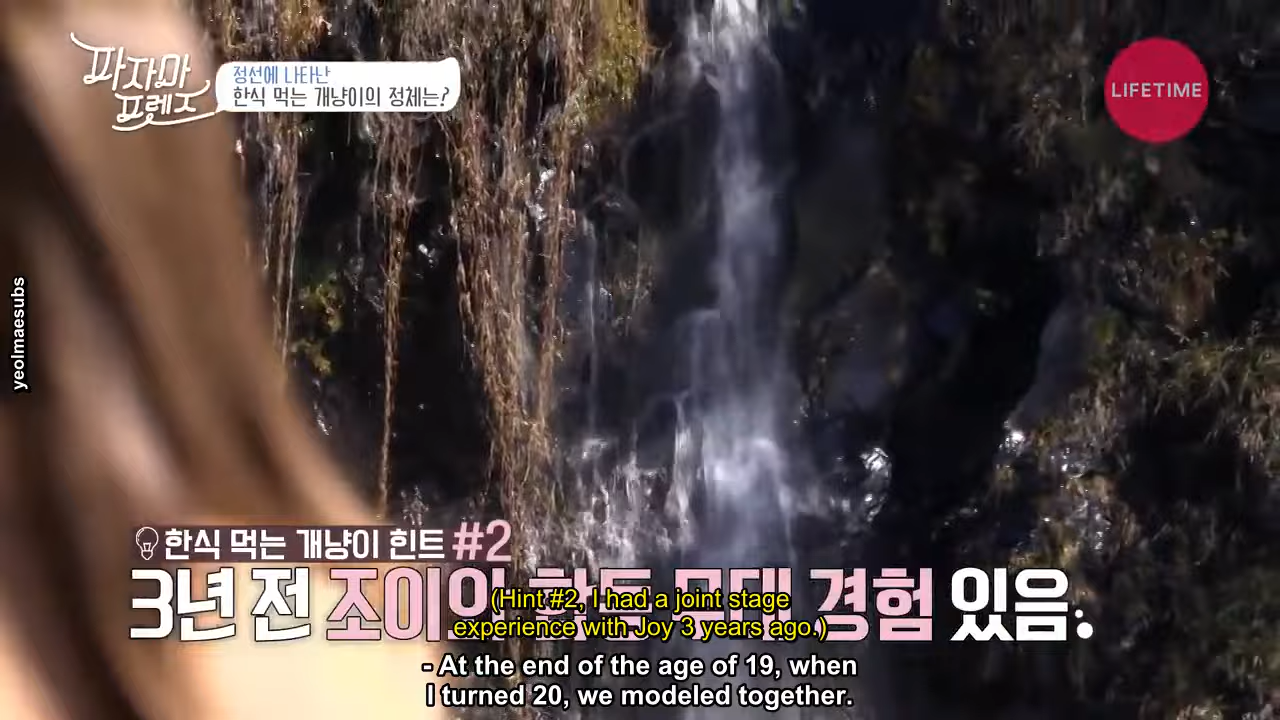 파자마
프렌즈
정선에 나타난
한식 먹는 개냥이의 정체는?
LIFETIME
yeolmaesubs
한식 먹는 개냥이 힌트 #2
3년 전 조이와 합동 무대 경험 있음.
(Hint #2, I had a joint stage
experience with Joy 3 years ago.)
- At the end of the age of 19, when
I turned 20, we modeled together.